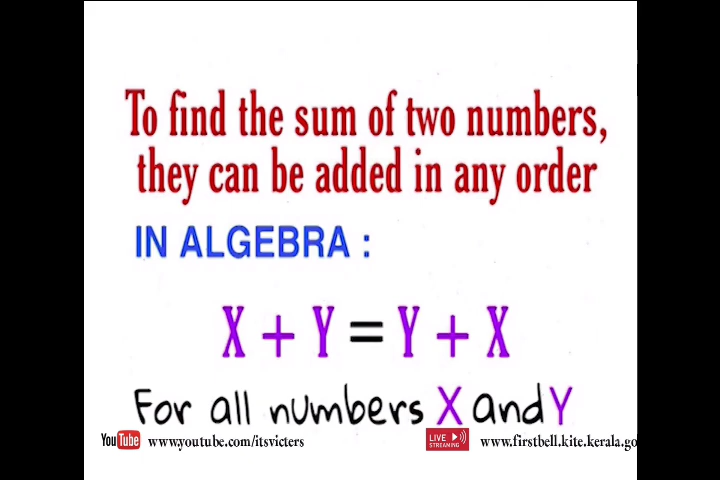 To find the sum of two numbers,
they can be added in any order
IN ALGEBRA :
X + Y = Y + X
For all numbers X and Y
YouTube www.youtube.com/itsvicters LIVE STREAMING www.firstbell.kite.kerala.go